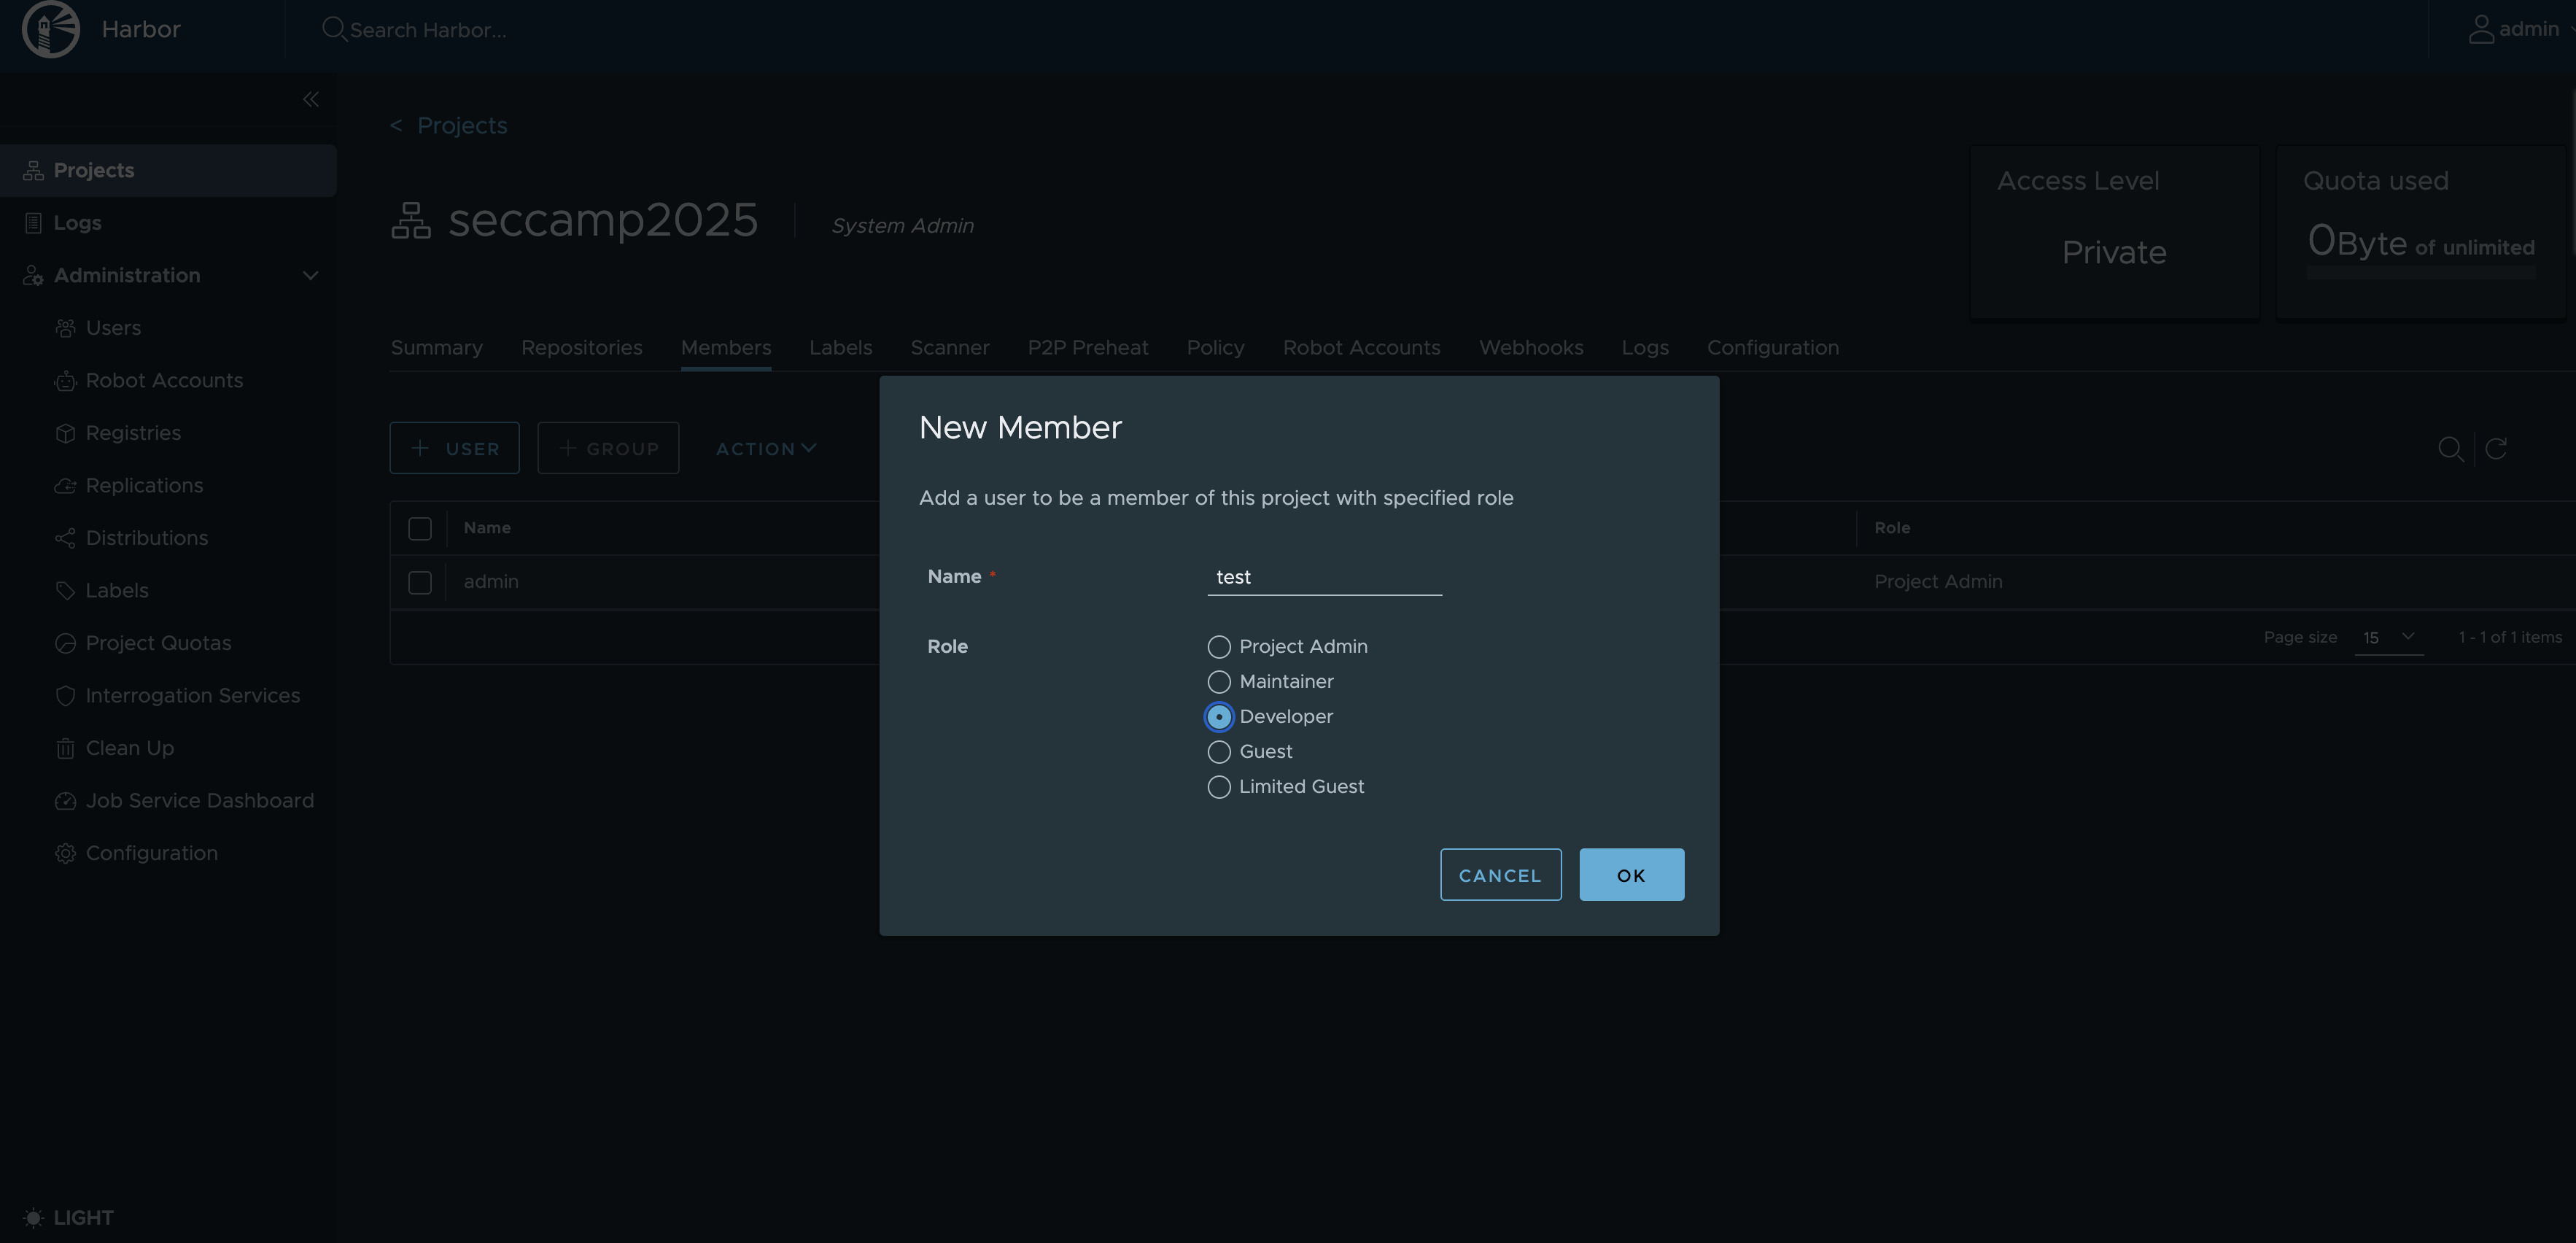 Harbor
Search Harbor...
admin
Projects
Logs
Administration
Users
Robot Accounts
Registries
Replications
Distributions
Labels
Project Quotas
Interrogation Services
Clean Up
Job Service Dashboard
Configuration
LIGHT
< Projects
seccamp2025
System Admin
Access Level
Private
Quota used
0Byte of unlimited
Summary Repositories Members Labels Scanner P2P Preheat Policy Robot Accounts Webhooks Logs Configuration
+ USER + GROUP ACTION
Name Role
admin Project Admin
Page size 15 1 - 1 of 1 items
New Member
Add a user to be a member of this project with specified role
Name * test
Role
Project Admin
Maintainer
Developer
Guest
Limited Guest
CANCEL OK